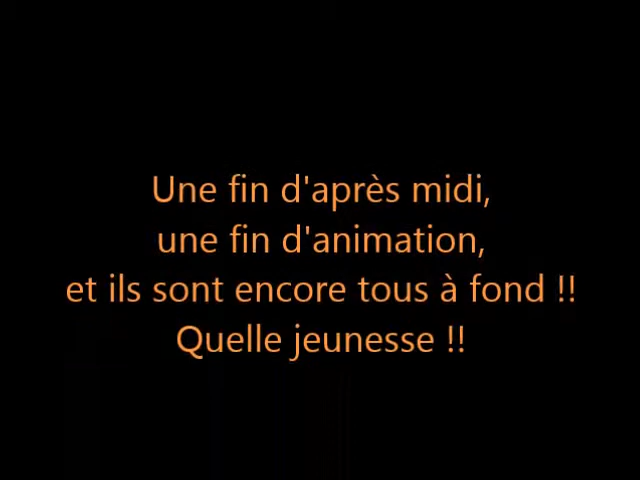 Une fin d'après midi,
une fin d'animation,
et ils sont encore tous à fond !!
Quelle jeunesse !!